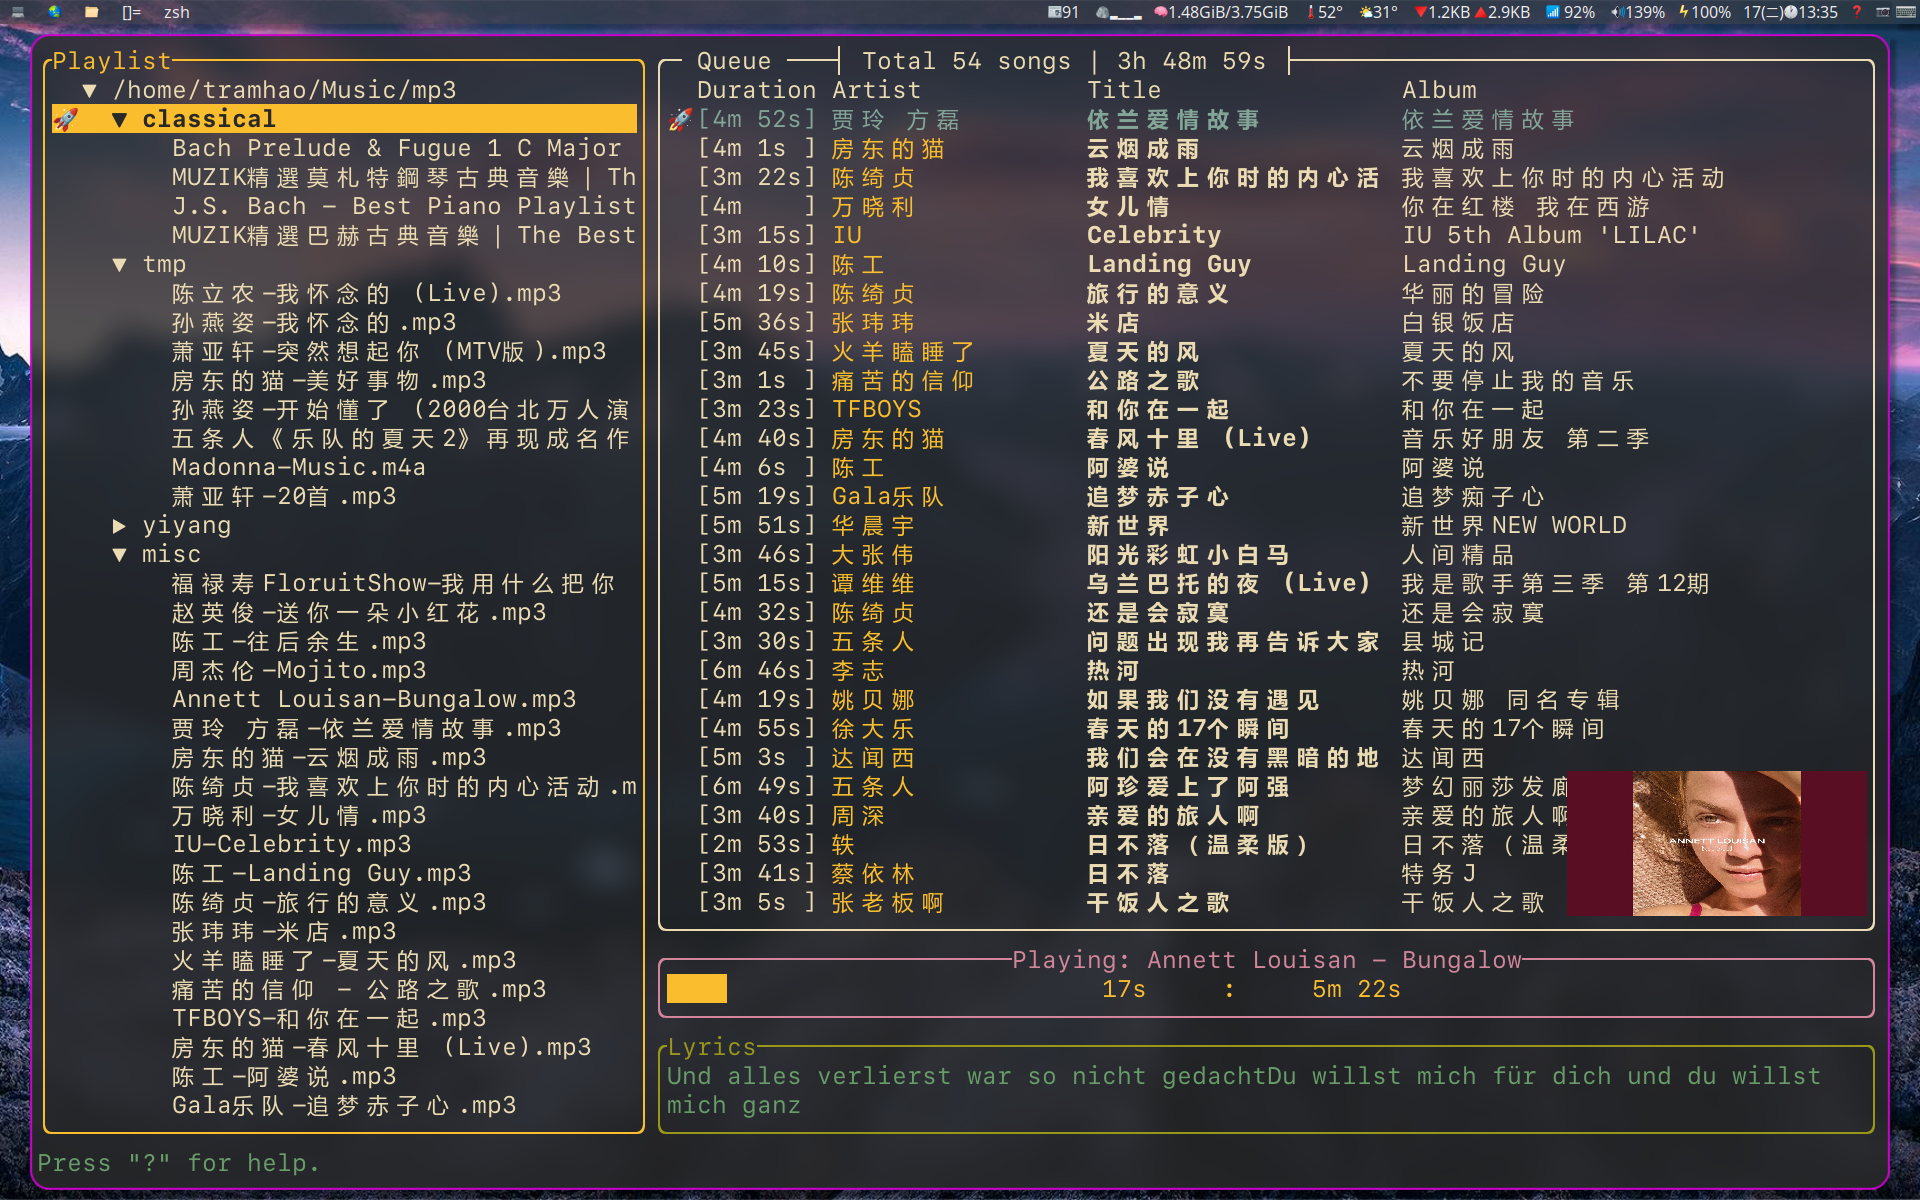 []= zsh 91 1.48GiB/3.75GiB 52° 31° 1.2KB 2.9KB 92% 139% 100% 17(二)13:35
Playlist
▼ /home/tramhao/Music/mp3
▼ classical
Bach Prelude & Fugue 1 C Major
MUZIK精選莫札特鋼琴古典音樂 | Th
J.S. Bach - Best Piano Playlist
MUZIK精選巴赫古典音樂 | The Best
▼ tmp
陈立农-我怀念的 (Live).mp3
孙燕姿-我怀念的.mp3
萧亚轩-突然想起你 (MTV版).mp3
房东的猫-美好事物.mp3
孙燕姿-开始懂了 (2000台北万人演
五条人《乐队的夏天2》再现成名作
Madonna-Music.m4a
萧亚轩-20首.mp3
▶ yiyang
▼ misc
福禄寿FloruitShow-我用什么把你
赵英俊-送你一朵小红花.mp3
陈工-往后余生.mp3
周杰伦-Mojito.mp3
Annett Louisan-Bungalow.mp3
贾玲 方磊-依兰爱情故事.mp3
房东的猫-云烟成雨.mp3
陈绮贞-我喜欢上你时的内心活动.m
万晓利-女儿情.mp3
IU-Celebrity.mp3
陈工-Landing Guy.mp3
陈绮贞-旅行的意义.mp3
张玮玮-米店.mp3
火羊瞌睡了-夏天的风.mp3
痛苦的信仰 - 公路之歌.mp3
TFBOYS-和你在一起.mp3
房东的猫-春风十里 (Live).mp3
陈工-阿婆说.mp3
Gala乐队-追梦赤子心.mp3
Queue | Total 54 songs | 3h 48m 59s |
Duration Artist Title Album
[4m 52s] 贾玲 方磊 依兰爱情故事 依兰爱情故事
[4m 1s ] 房东的猫 云烟成雨 云烟成雨
[3m 22s] 陈绮贞 我喜欢上你时的内心活 我喜欢上你时的内心活动
[4m    ] 万晓利 女儿情 你在红楼 我在西游
[3m 15s] IU Celebrity IU 5th Album 'LILAC'
[4m 10s] 陈工 Landing Guy Landing Guy
[4m 19s] 陈绮贞 旅行的意义 华丽的冒险
[5m 36s] 张玮玮 米店 白银饭店
[3m 45s] 火羊瞌睡了 夏天的风 夏天的风
[3m 1s ] 痛苦的信仰 公路之歌 不要停止我的音乐
[3m 23s] TFBOYS 和你在一起 和你在一起
[4m 40s] 房东的猫 春风十里 (Live) 音乐好朋友 第二季
[4m 6s ] 陈工 阿婆说 阿婆说
[5m 19s] Gala乐队 追梦赤子心 追梦痴子心
[5m 51s] 华晨宇 新世界 新世界NEW WORLD
[3m 46s] 大张伟 阳光彩虹小白马 人间精品
[5m 15s] 谭维维 乌兰巴托的夜 (Live) 我是歌手第三季 第12期
[4m 32s] 陈绮贞 还是会寂寞 还是会寂寞
[3m 30s] 五条人 问题出现我再告诉大家 县城记
[6m 46s] 李志 热河 热河
[4m 19s] 姚贝娜 如果我们没有遇见 姚贝娜 同名专辑
[4m 55s] 徐大乐 春天的17个瞬间 春天的17个瞬间
[5m 3s ] 达闻西 我们会在没有黑暗的地 达闻西
[6m 49s] 五条人 阿珍爱上了阿强 梦幻丽莎发廊
[3m 40s] 周深 亲爱的旅人啊 亲爱的旅人啊
[2m 53s] 轶 日不落(温柔版) 日不落(温柔
[3m 41s] 蔡依林 日不落 特务J
[3m 5s ] 张老板啊 干饭人之歌 干饭人之歌
ANNETT LOUISAN
Playing: Annett Louisan - Bungalow
17s : 5m 22s
Lyrics
Und alles verlierst war so nicht gedachtDu willst mich für dich und du willst
mich ganz
Press "?" for help.